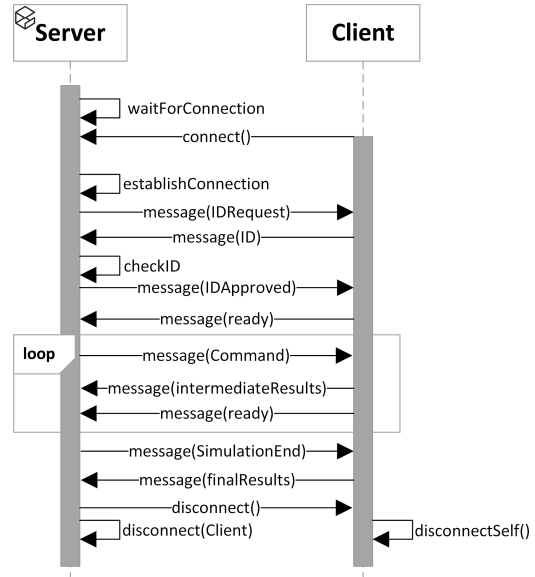 Server
Client
waitForConnection
connect()
establishConnection
message(IDRequest)
message(ID)
checkID
message(IDApproved)
message(ready)
loop
message(Command)
message(intermediateResults)
message(ready)
message(SimulationEnd)
message(finalResults)
disconnect()
disconnect(Client)
disconnectSelf()